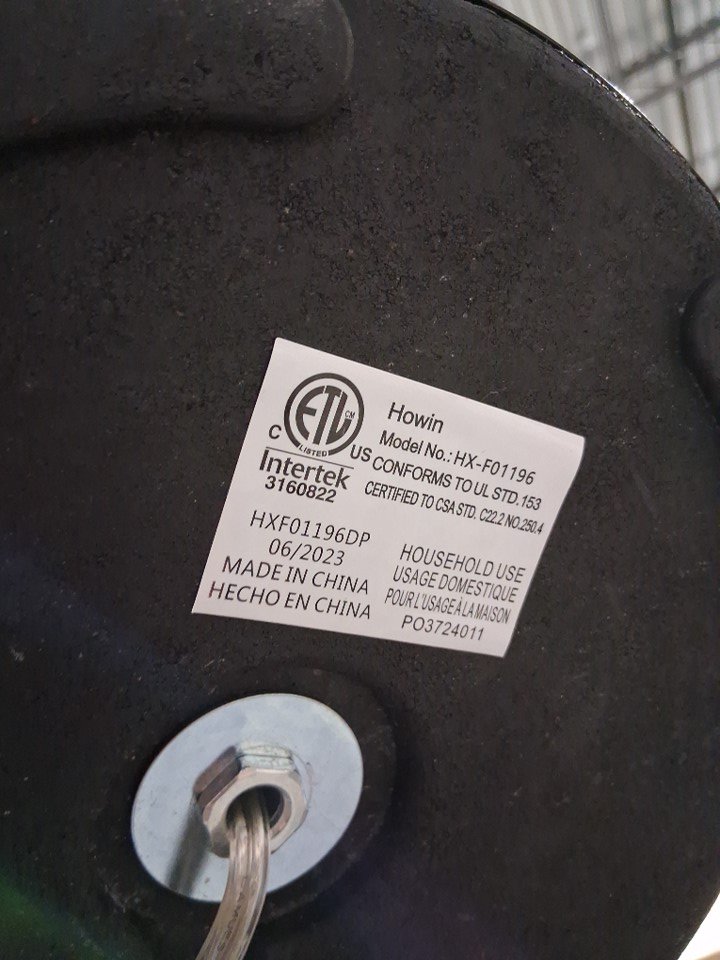 ETL CM
C US
LISTED
Intertek
3160822
Howin
Model No.: HX-F01196
CONFORMS TO UL STD.153
CERTIFIED TO CSA STD. C22.2 NO.250.4
HXF01196DP
06/2023
MADE IN CHINA
HECHO EN CHINA
HOUSEHOLD USE
USAGE DOMESTIQUE
POUR L'USAGE À LA MAISON
PO3724011